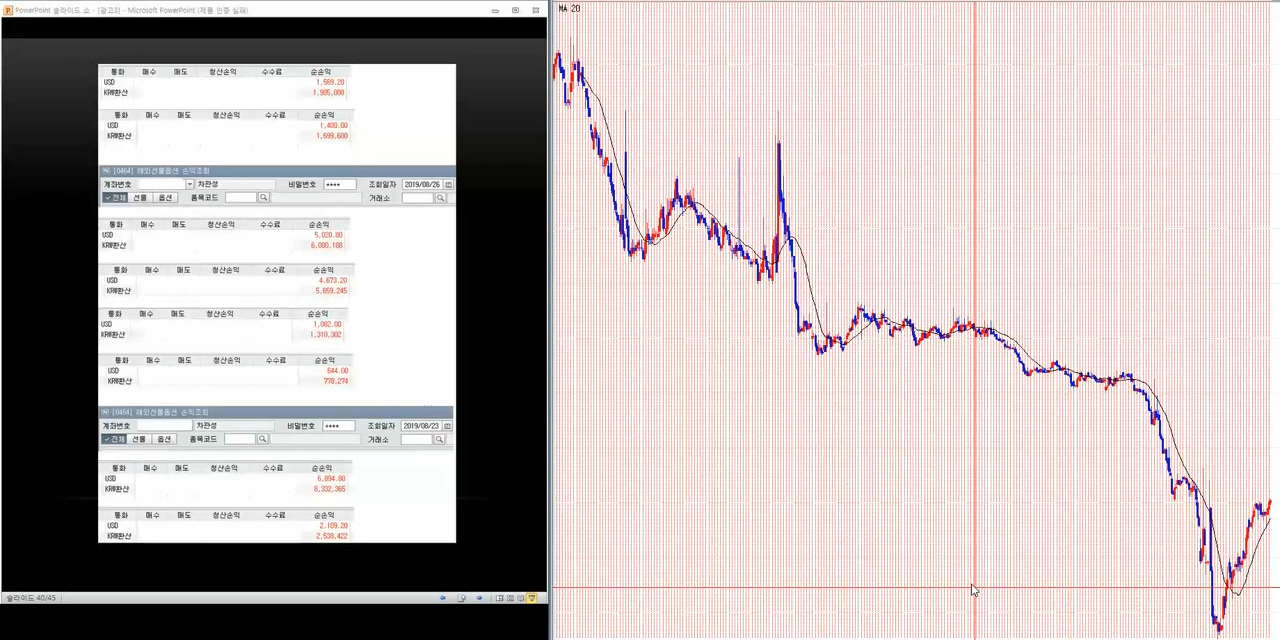 PowerPoint 슬라이드 쇼 - [광고2] - Microsoft PowerPoint (제품 인증 실패)
통화 매수 매도 청산손익 수수료 순손익
USD 1,569.20
KRW환산 1,905,008
통화 매수 매도 청산손익 수수료 순손익
USD 1,400.00
KRW환산 1,699,600
[0464] 해외선물옵션 손익조회
계좌번호 차관성 비밀번호 **** 조회일자 2019/08/26
전체 선물 옵션 품목코드 거래소
통화 매수 매도 청산손익 수수료 순손익
USD 5,020.80
KRW환산 6,080,188
통화 매수 매도 청산손익 수수료 순손익
USD 4,673.20
KRW환산 5,659.245
통화 매수 매도 청산손익 수수료 순손익
USD 1,082.00
KRW환산 1,310,302
통화 매수 매도 청산손익 수수료 순손익
USD 644.00
KRW환산 778,274
[0464] 해외선물옵션 손익조회
계좌번호 차관성 비밀번호 **** 조회일자 2019/08/23
전체 선물 옵션 품목코드 거래소
통화 매수 매도 청산손익 수수료 순손익
USD 6,894.80
KRW환산 8,332,365
통화 매수 매도 청산손익 수수료 순손익
USD 2,109.20
KRW환산 2,538,422
슬라이드 40/45
MA 20